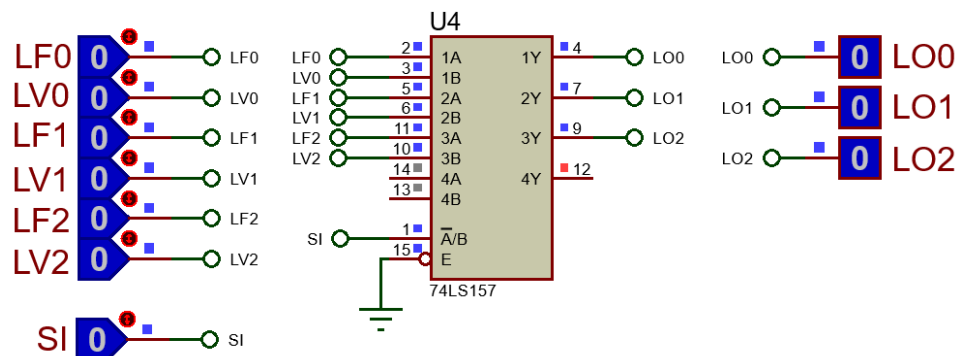 U4
LF0 0 LF0
LV0 0 LV0
LF1 0 LF1
LV1 0 LV1
LF2 0 LF2
LV2 0 LV2
SI 0 SI
LF0 2 1A 1Y 4 LO0
LV0 3 1B
LF1 5 2A 2Y 7 LO1
LV1 6 2B
LF2 11 3A 3Y 9 LO2
LV2 10 3B
14 4A 4Y 12
13 4B
SI 1 A̅/B
15 E
74LS157
LO0 0 LO0
LO1 0 LO1
LO2 0 LO2